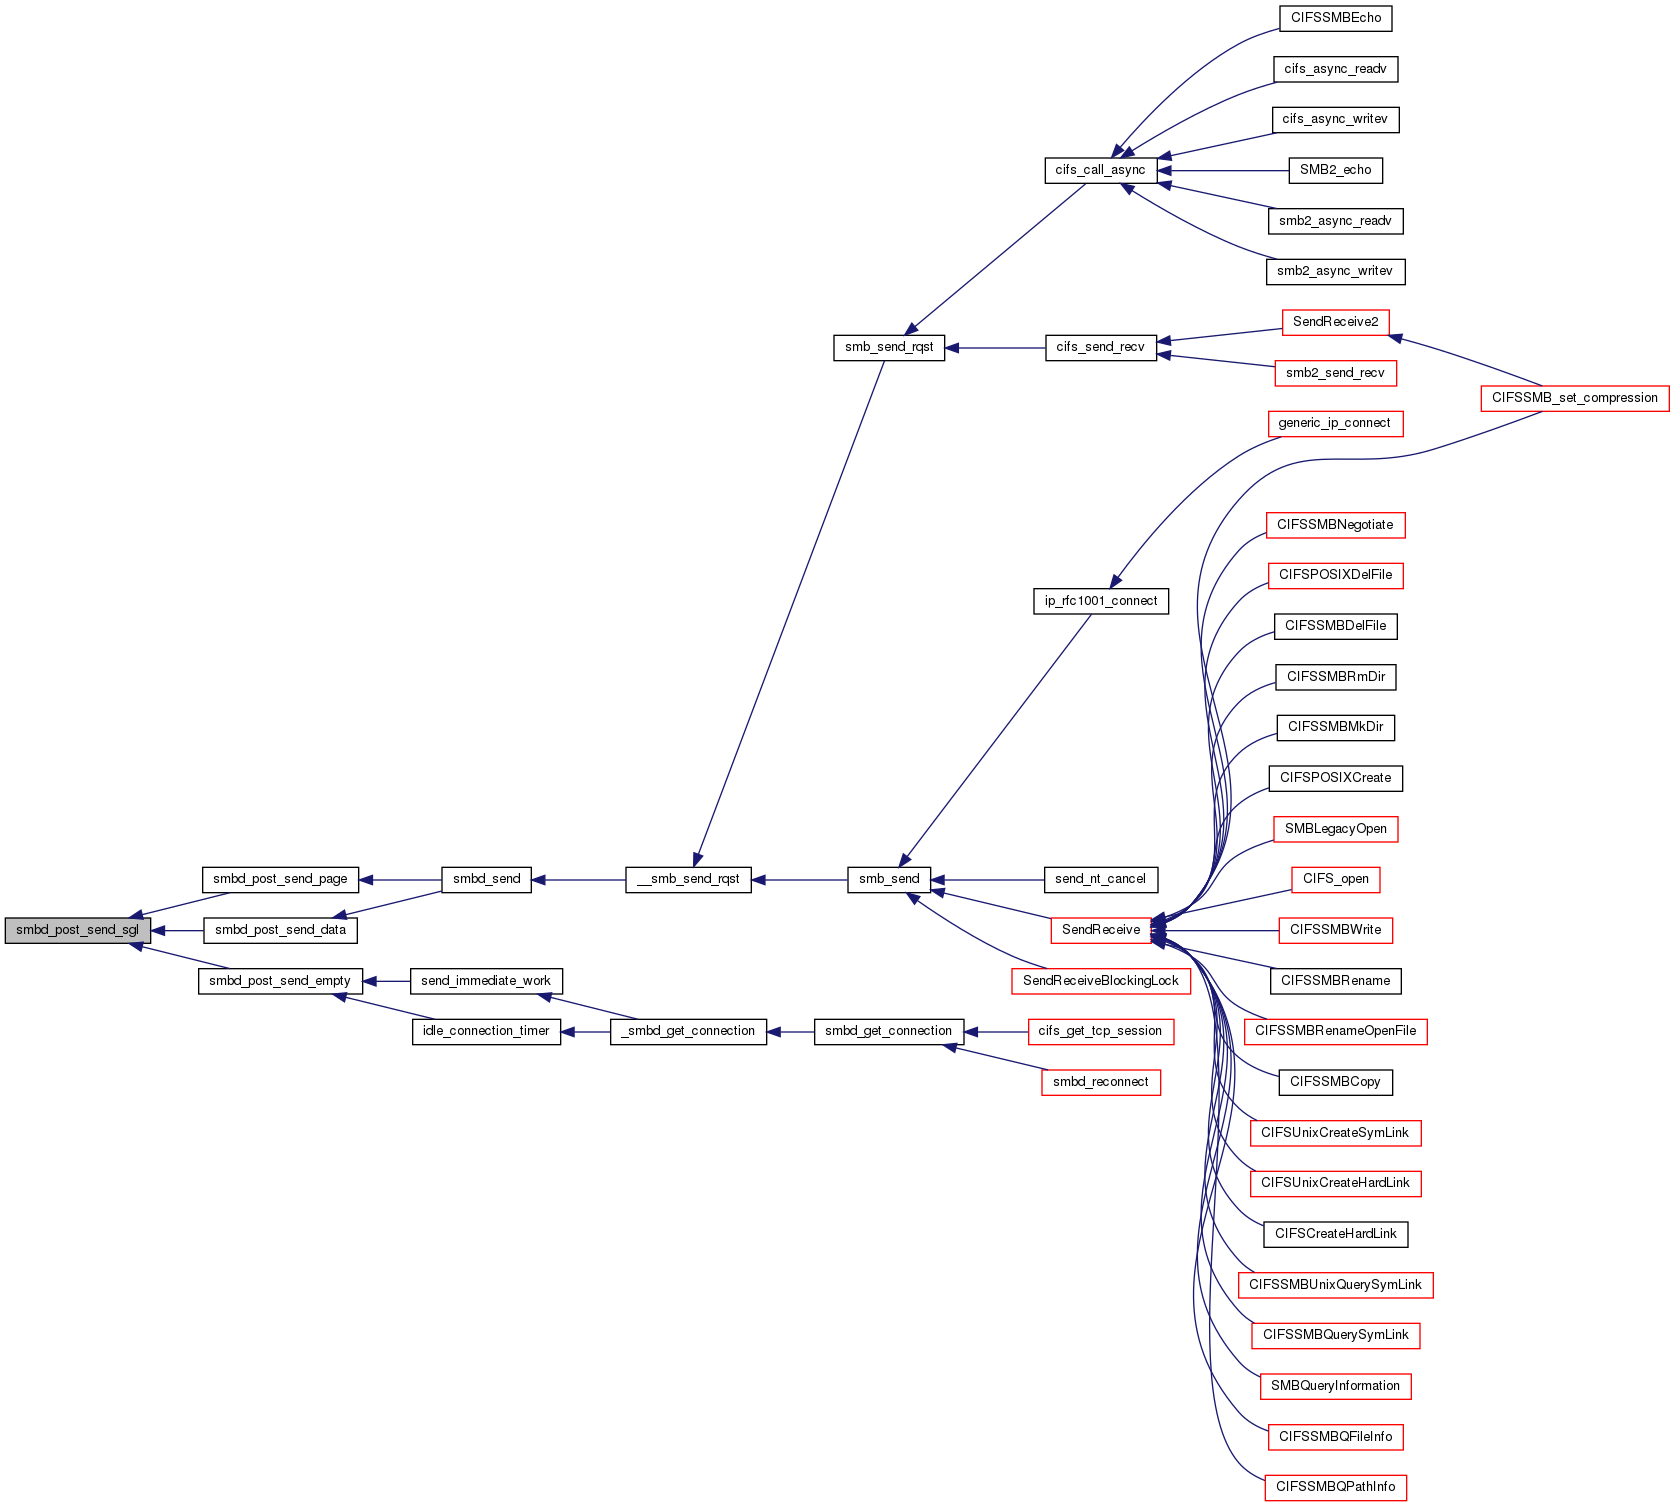 CIFSSMBEcho
cifs_async_readv
cifs_async_writev
cifs_call_async
SMB2_echo
smb2_async_readv
smb2_async_writev
SendReceive2
smb_send_rqst
cifs_send_recv
smb2_send_recv
CIFSSMB_set_compression
generic_ip_connect
CIFSSMBNegotiate
CIFSPOSIXDelFile
ip_rfc1001_connect
CIFSSMBDelFile
CIFSSMBRmDir
CIFSSMBMkDir
CIFSPOSIXCreate
SMBLegacyOpen
smbd_post_send_page
smbd_send
__smb_send_rqst
smb_send
send_nt_cancel
CIFS_open
smbd_post_send_sgl
smbd_post_send_data
SendReceive
CIFSSMBWrite
smbd_post_send_empty
send_immediate_work
SendReceiveBlockingLock
CIFSSMBRename
idle_connection_timer
_smbd_get_connection
smbd_get_connection
cifs_get_tcp_session
CIFSSMBRenameOpenFile
smbd_reconnect
CIFSSMBCopy
CIFSUnixCreateSymLink
CIFSUnixCreateHardLink
CIFSCreateHardLink
CIFSSMBUnixQuerySymLink
CIFSSMBQuerySymLink
SMBQueryInformation
CIFSSMBQFileInfo
CIFSSMBQPathInfo